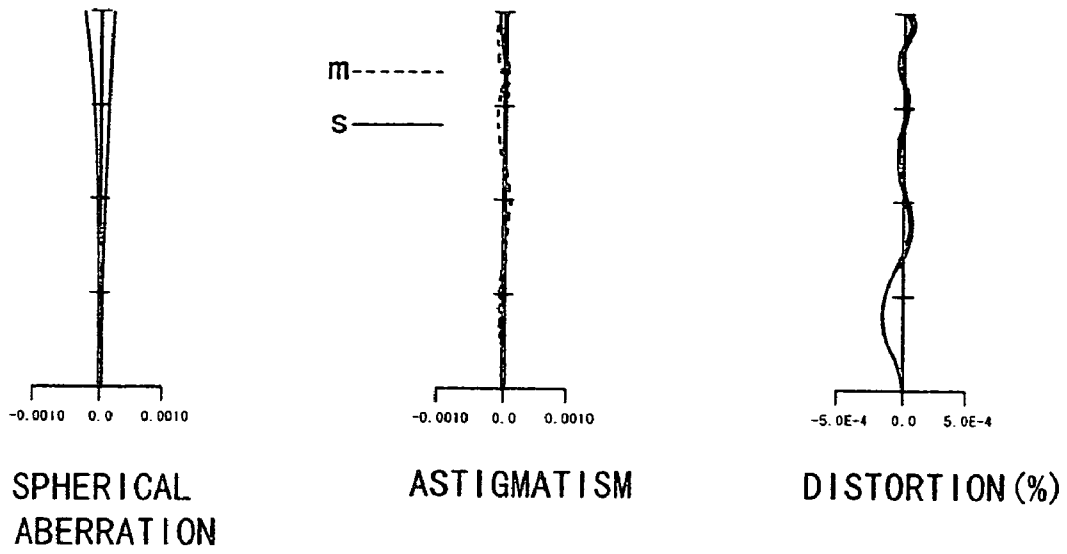 m
s
-0.0010 0.0 0.0010
-0.0010 0.0 0.0010
-5.0E-4 0.0 5.0E-4
SPHERICAL
ABERRATION
ASTIGMATISM
DISTORTION(%)